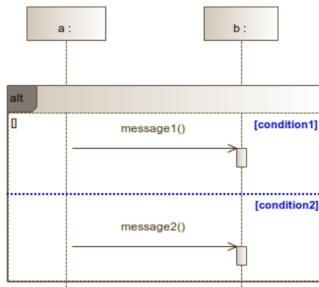 a :
b :
alt
[]
message1()
[condition1]
[condition2]
message2()